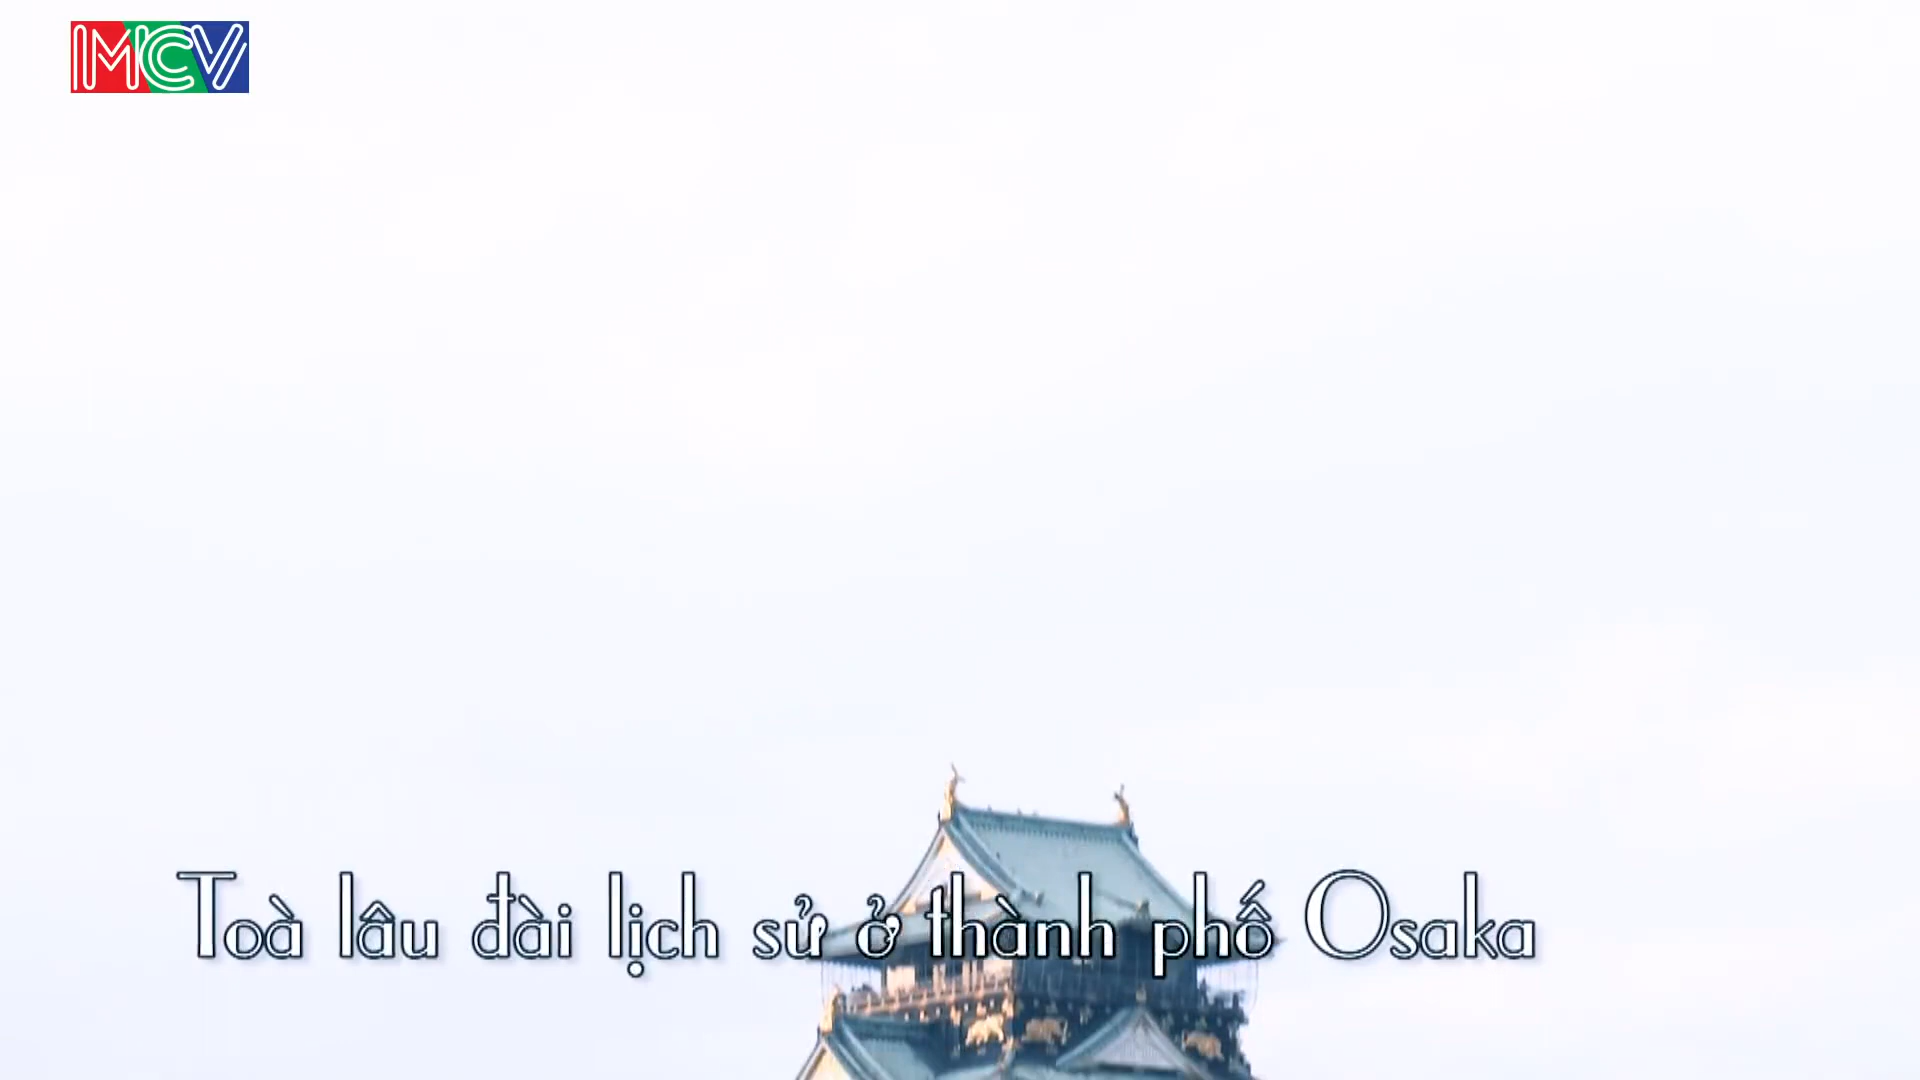 MCV
Toà lâu đài lịch sử ở thành phố Osaka